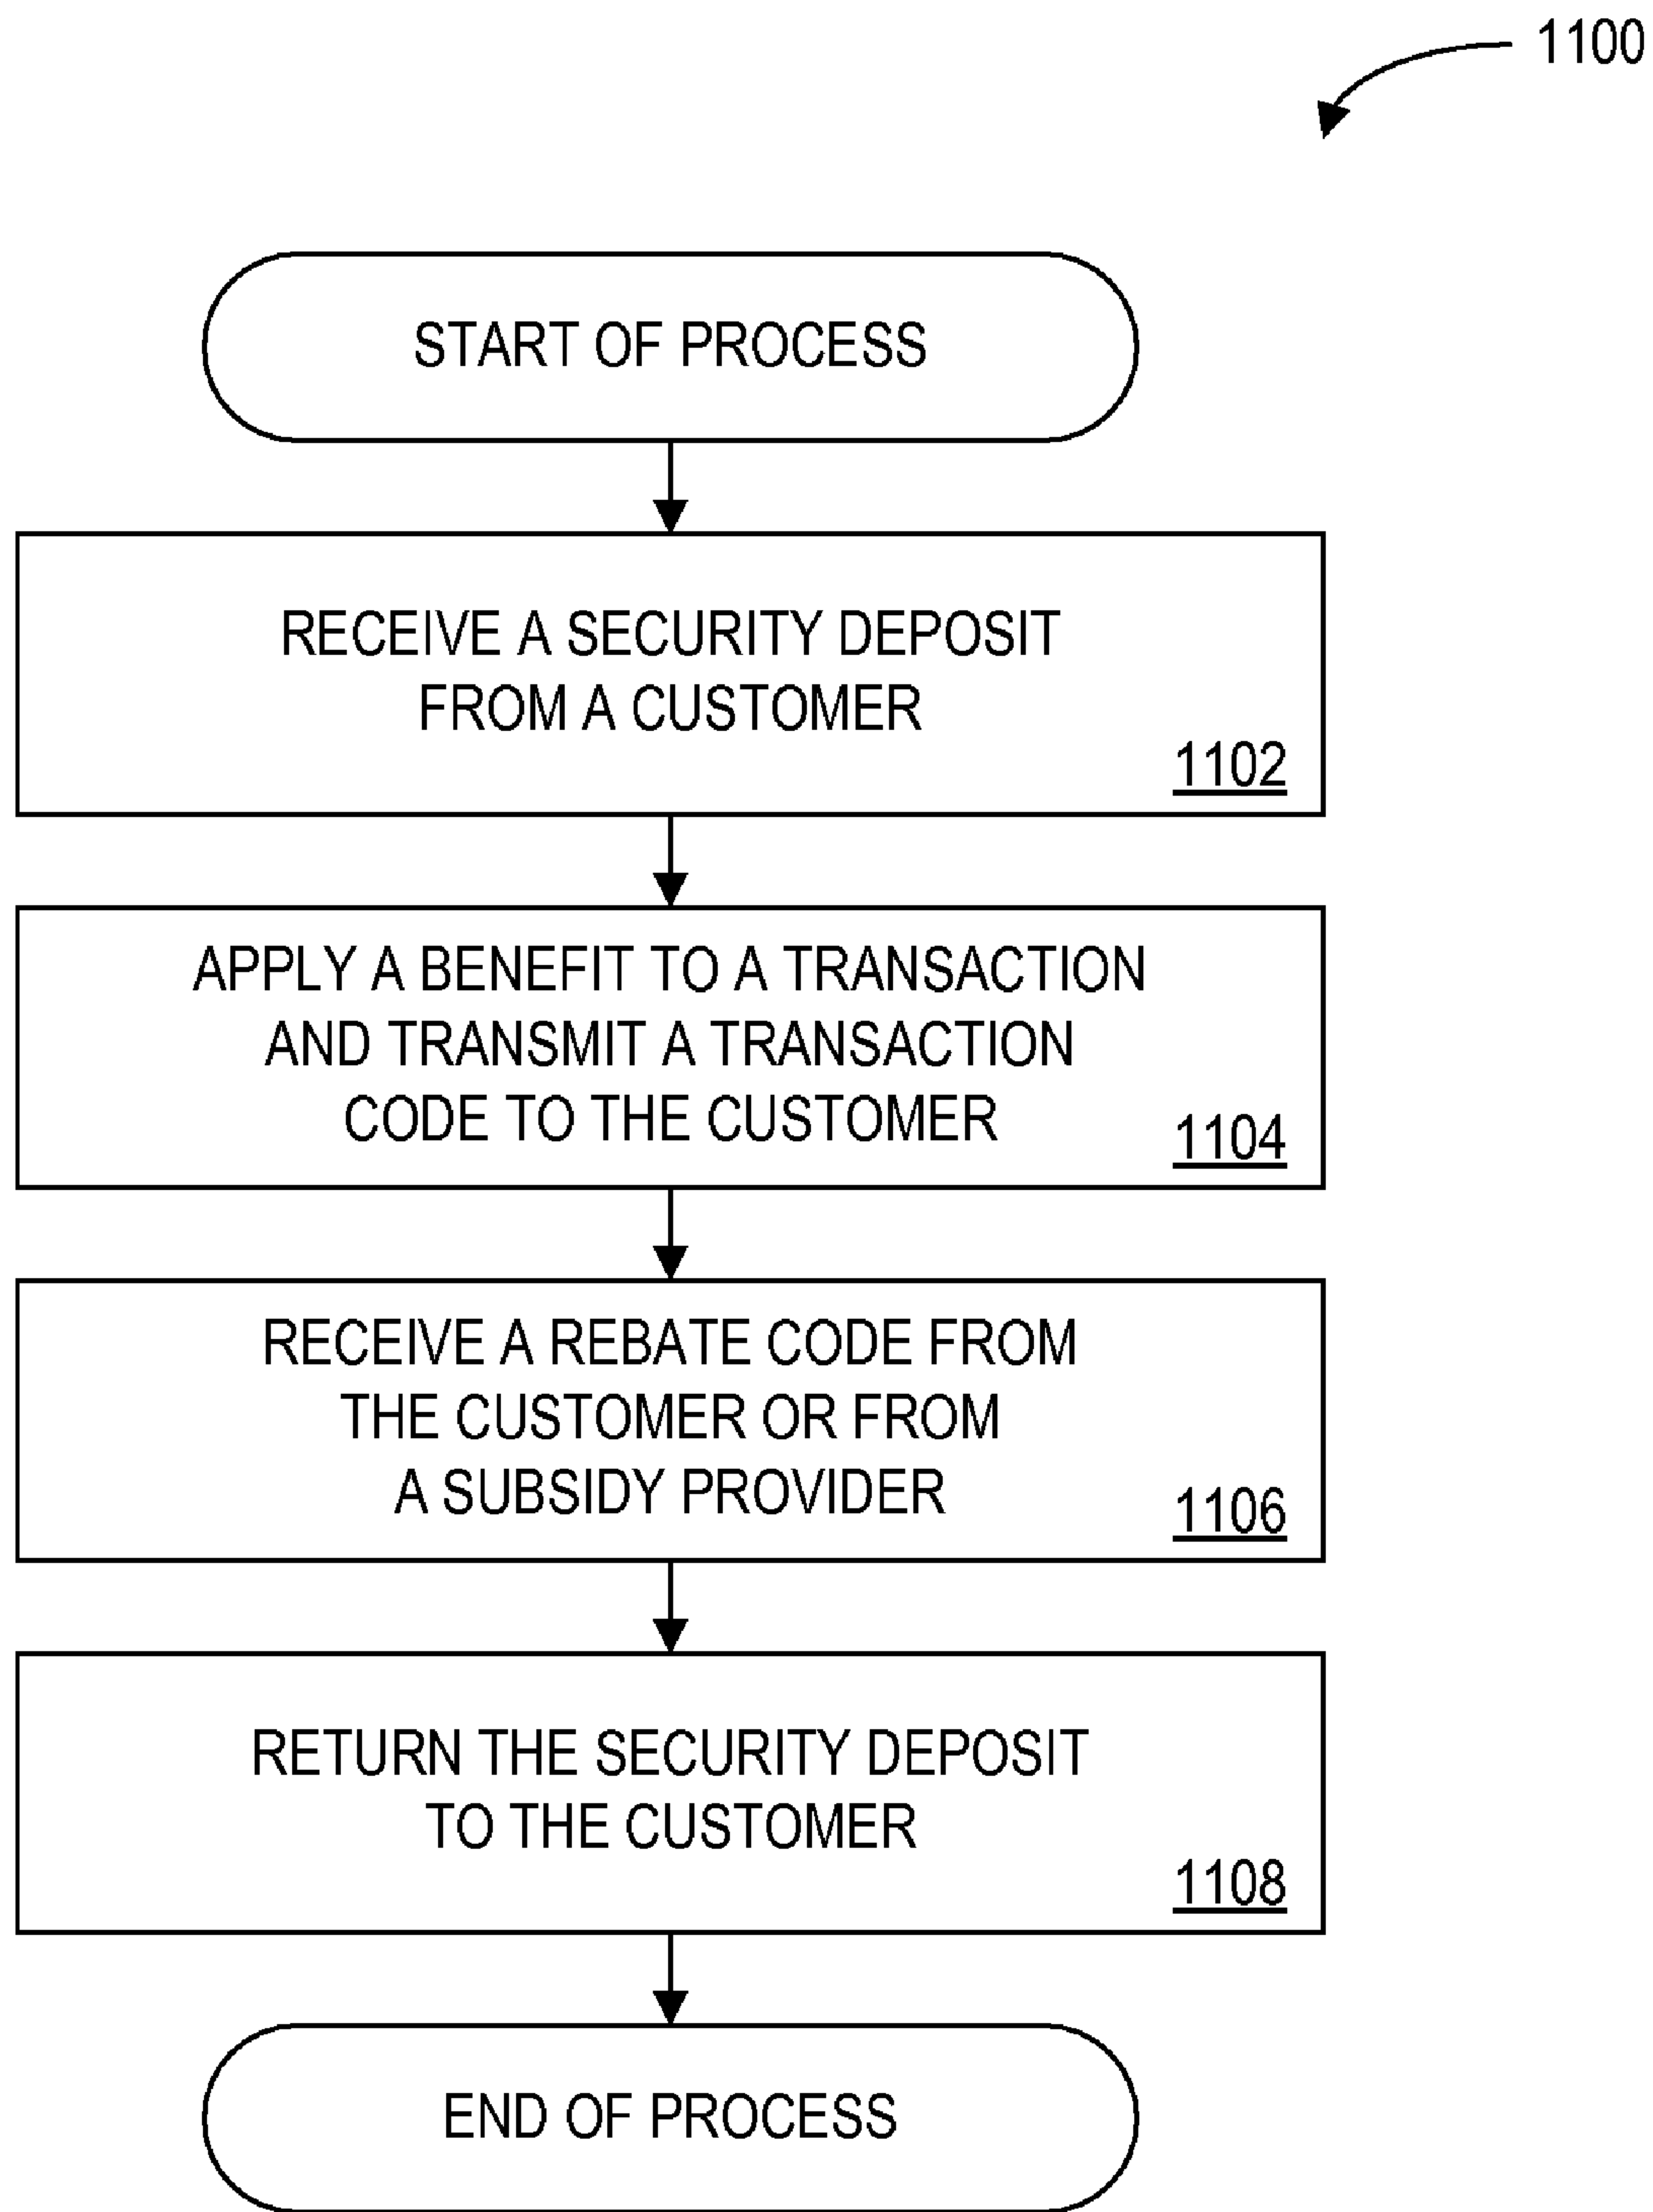 1100
START OF PROCESS
RECEIVE A SECURITY DEPOSIT
FROM A CUSTOMER
1102
APPLY A BENEFIT TO A TRANSACTION
AND TRANSMIT A TRANSACTION
CODE TO THE CUSTOMER
1104
RECEIVE A REBATE CODE FROM
THE CUSTOMER OR FROM
A SUBSIDY PROVIDER
1106
RETURN THE SECURITY DEPOSIT
TO THE CUSTOMER
1108
END OF PROCESS